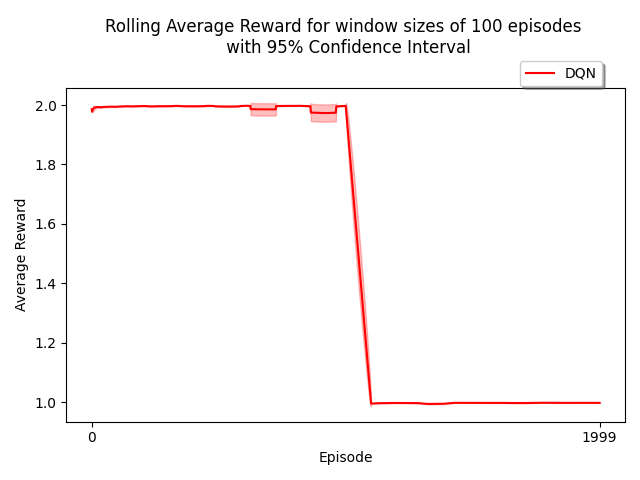 Rolling Average Reward for window sizes of 100 episodes
with 95% Confidence Interval
DQN
Average Reward
2.0
1.8
1.6
1.4
1.2
1.0
0
1999
Episode